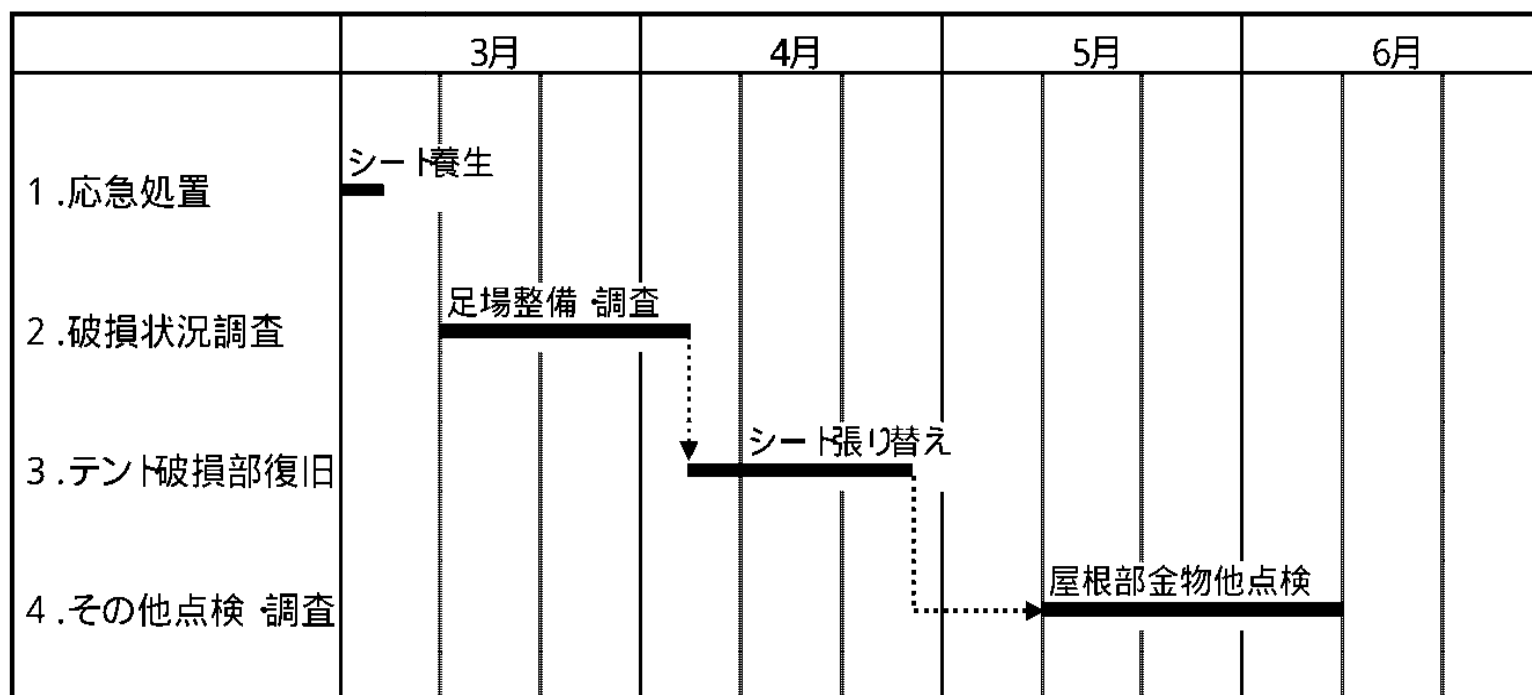 3月 4月 5月 6月
シート養生
1.応急処置
足場整備・調査
2.破損状況調査
シート張り替え
3.テント破損部復旧
屋根部金物他点検
4.その他点検・調査